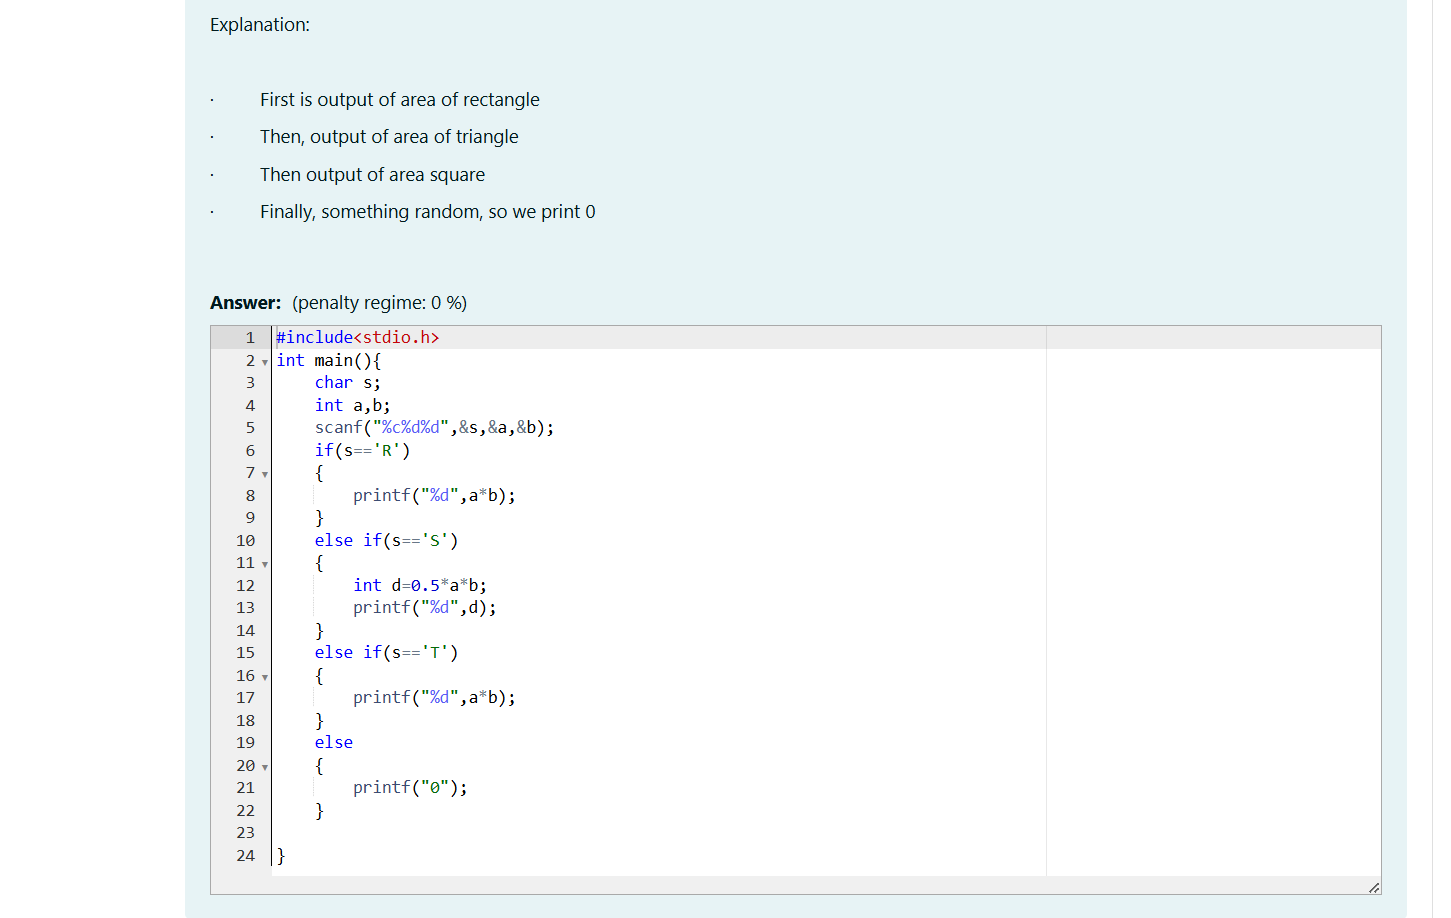 Explanation:
· First is output of area of rectangle
· Then, output of area of triangle
· Then output of area square
· Finally, something random, so we print 0
Answer: (penalty regime: 0 %)
1 #include<stdio.h>
2 int main(){
3     char s;
4     int a,b;
5     scanf("%c%d%d",&s,&a,&b);
6     if(s=='R')
7     {
8         printf("%d",a*b);
9     }
10     else if(s=='S')
11     {
12         int d=0.5*a*b;
13         printf("%d",d);
14     }
15     else if(s=='T')
16     {
17         printf("%d",a*b);
18     }
19     else
20     {
21         printf("0");
22     }
23
24 }